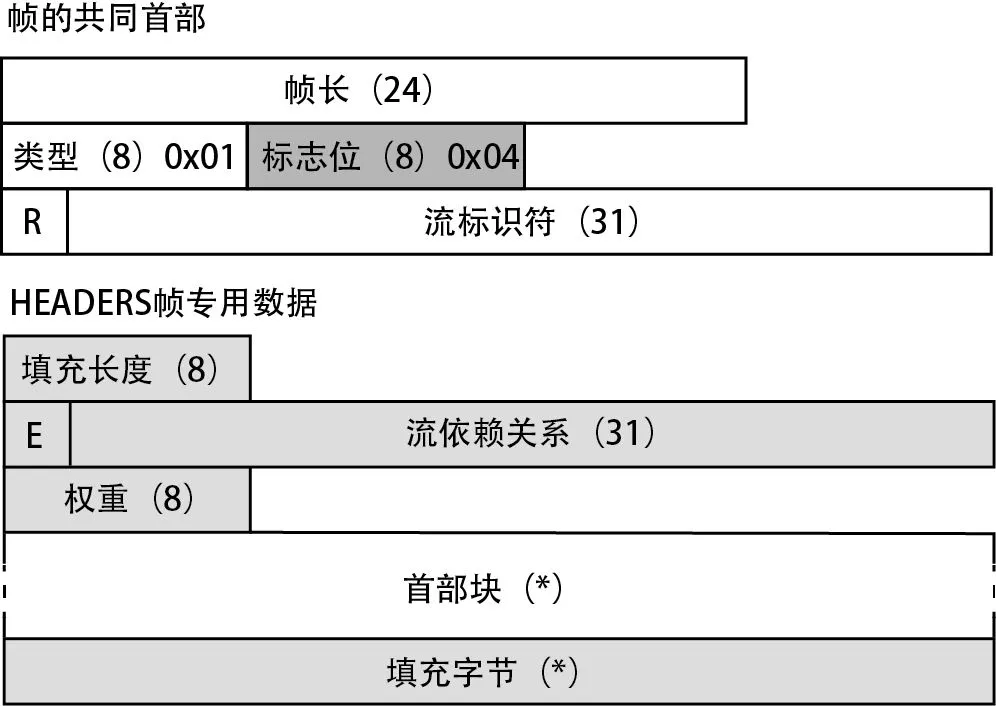 帧的共同首部
帧长（24）
类型（8）0x01 标志位（8）0x04
R 流标识符（31）
HEADERS帧专用数据
填充长度（8）
E 流依赖关系（31）
权重（8）
首部块（*）
填充字节（*）